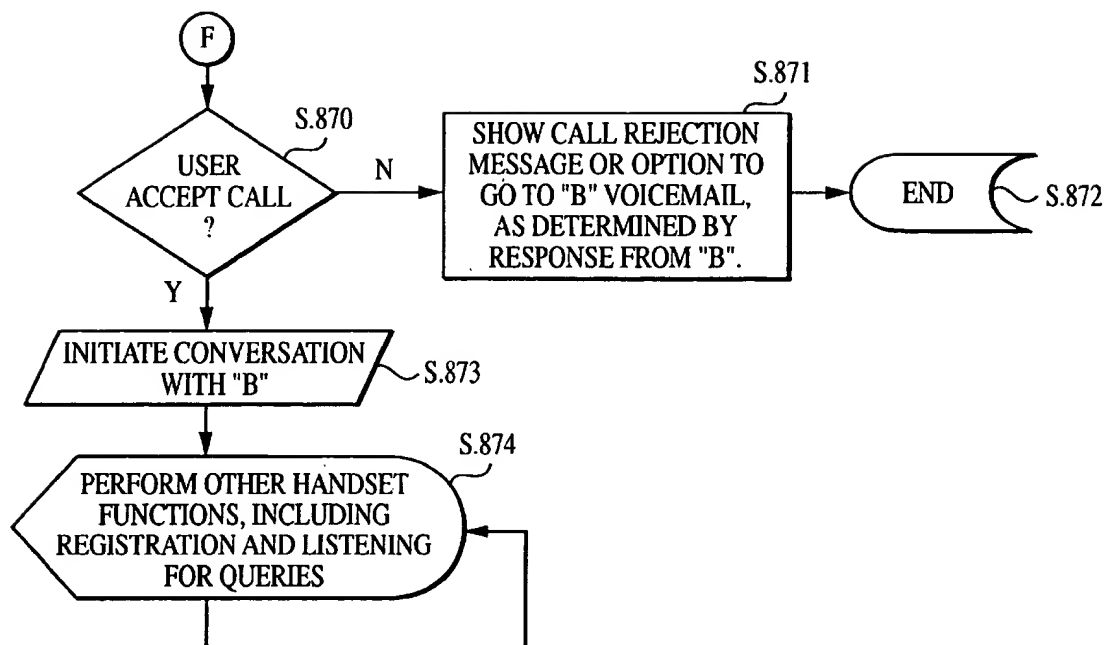 F
S.870
USER
ACCEPT CALL
?
N
Y
S.871
SHOW CALL REJECTION
MESSAGE OR OPTION TO
GO TO "B" VOICEMAIL,
AS DETERMINED BY
RESPONSE FROM "B".
END
S.872
INITIATE CONVERSATION
WITH "B"
S.873
S.874
PERFORM OTHER HANDSET
FUNCTIONS, INCLUDING
REGISTRATION AND LISTENING
FOR QUERIES